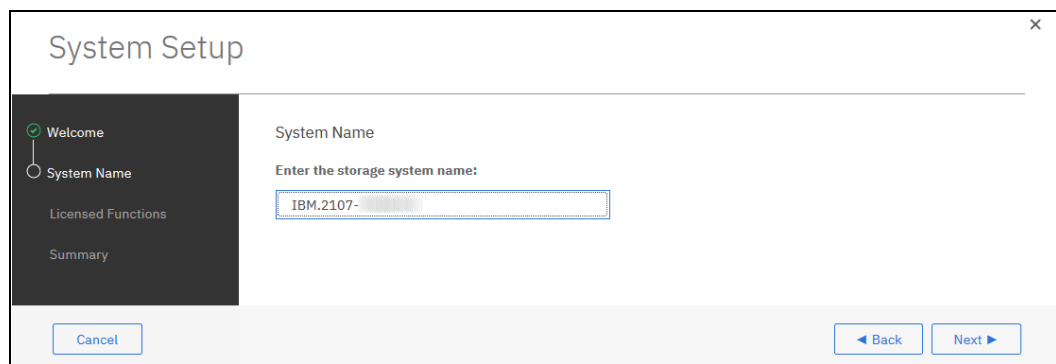 System Setup
Welcome
System Name
Licensed Functions
Summary
System Name
Enter the storage system name:
IBM.2107-
Cancel
Back
Next